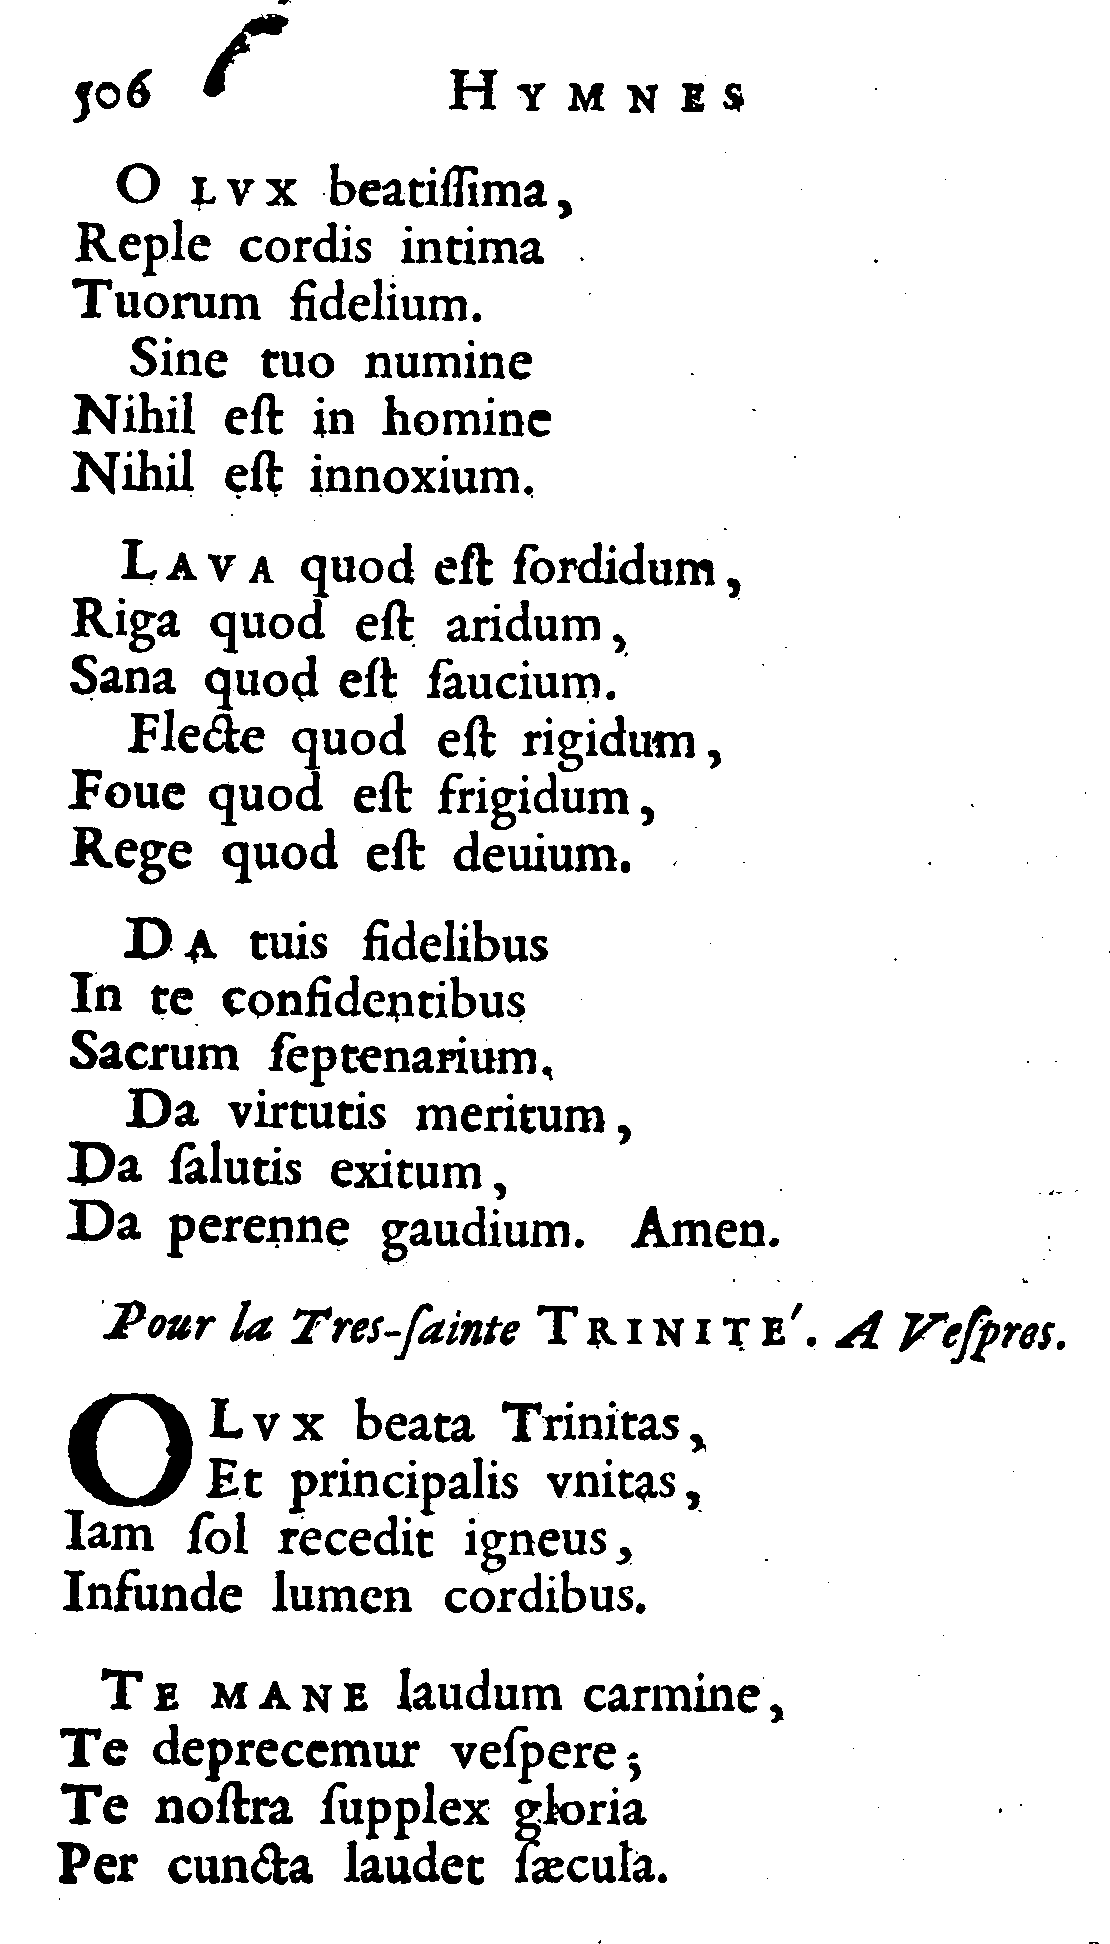 506 HYMNES
O LVX beatiſſima,
Reple cordis intima
Tuorum fidelium.
Sine tuo numine
Nihil eſt in homine
Nihil eſt innoxium.
LAVA quod eſt ſordidum,
Riga quod eſt aridum,
Sana quod eſt ſaucium.
Flecte quod eſt rigidum,
Foue quod eſt frigidum,
Rege quod eſt deuium.
DA tuis fidelibus
In te confidentibus
Sacrum ſeptenarium.
Da virtutis meritum,
Da ſalutis exitum,
Da perenne gaudium. Amen.
Pour la Tres-ſainte TRINITE'. A Veſpres.
O LVX beata Trinitas,
Et principalis vnitas,
Iam ſol recedit igneus,
Infunde lumen cordibus.
TE MANE laudum carmine,
Te deprecemur veſpere;
Te noſtra ſupplex gloria
Per cuncta laudet ſæcula.